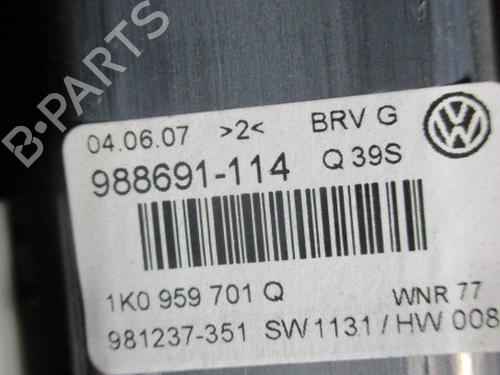 B-PARTS
04.06.07 >2< BRV G
988691-114 Q 39S
1K0 959 701 Q WNR 77
981237-351 SW 1131 / HW 008